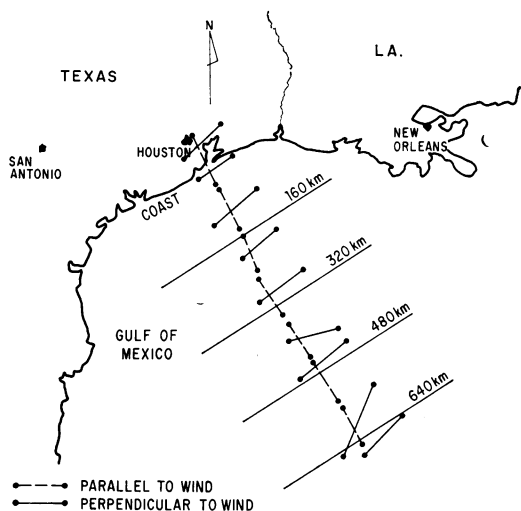 N
TEXAS
LA.
SAN
ANTONIO
HOUSTON
NEW
ORLEANS
COAST
160 km
320 km
480 km
640 km
GULF OF
MEXICO
PARALLEL TO WIND
PERPENDICULAR TO WIND